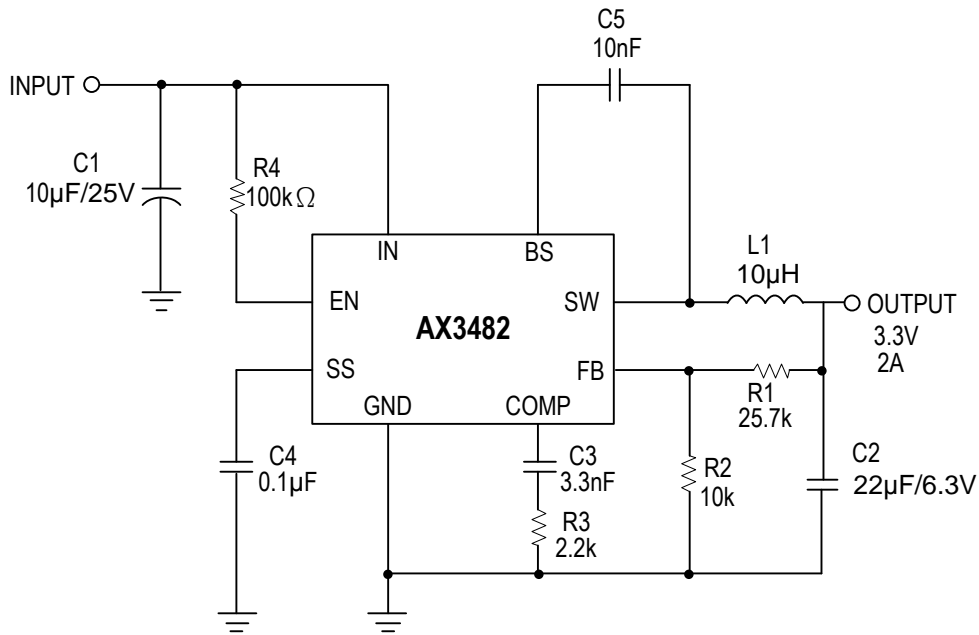 C5
10nF
INPUT
C1
10µF/25V
R4
100kΩ
IN
BS
L1
10µH
EN
SW
OUTPUT
AX3482
3.3V
2A
SS
FB
GND
COMP
R1
25.7k
C4
0.1µF
C3
3.3nF
R2
10k
C2
22µF/6.3V
R3
2.2k